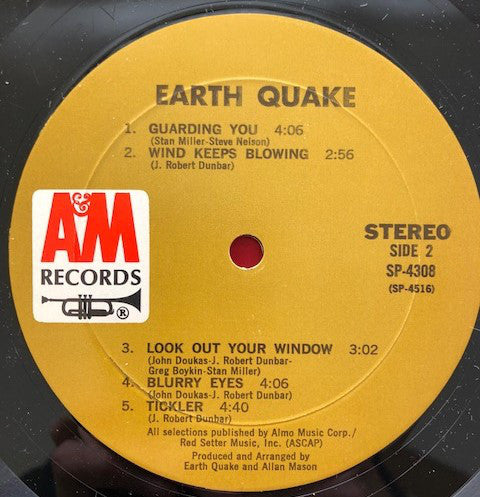 EARTH QUAKE
1. GUARDING YOU 4:06
(Stan Miller-Steve Nelson)
2. WIND KEEPS BLOWING 2:56
(J. Robert Dunbar)
A&M
RECORDS
®
STEREO
SIDE 2
SP-4308
(SP-4516)
3. LOOK OUT YOUR WINDOW 3:02
(John Doukas-J. Robert Dunbar-
Greg Boykin-Stan Miller)
4. BLURRY EYES 4:06
(John Doukas-J. Robert Dunbar)
5. TICKLER 4:40
(J. Robert Dunbar)
All selections published by Almo Music Corp./
Red Setter Music, Inc. (ASCAP)
Produced and Arranged by
Earth Quake and Allan Mason